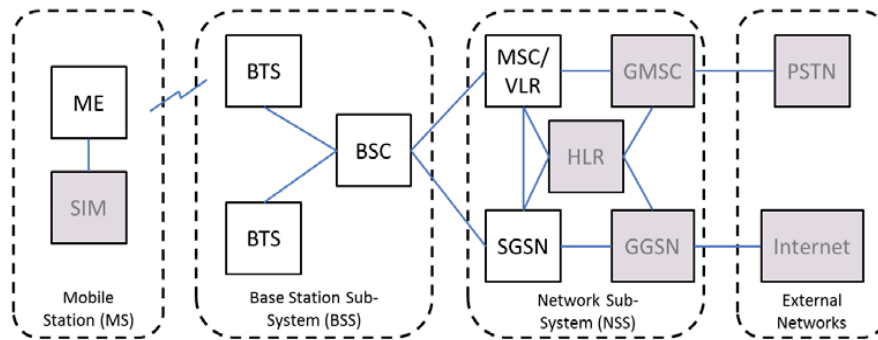 ME
SIM
Mobile
Station (MS)
BTS
BSC
BTS
Base Station Sub-
System (BSS)
MSC/
VLR
GMSC
HLR
SGSN
GGSN
Network Sub-
System (NSS)
PSTN
Internet
External
Networks